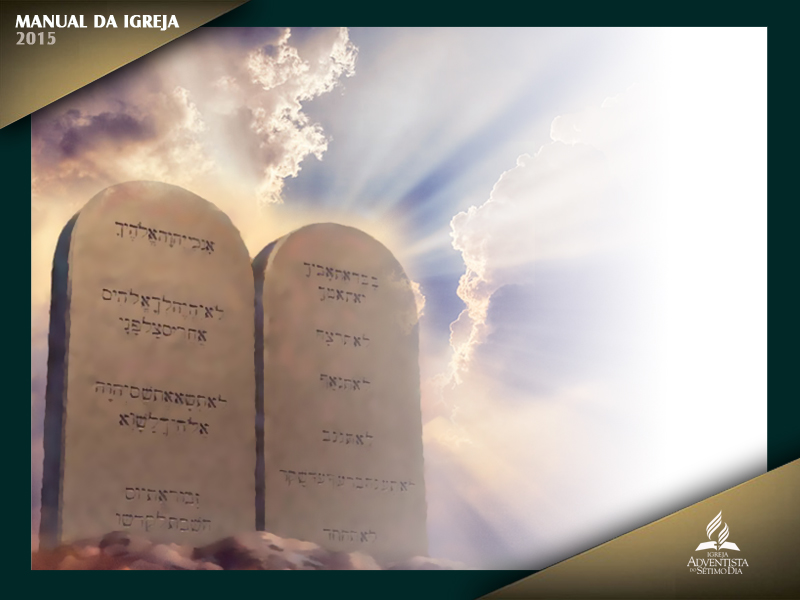 MANUAL DA IGREJA
2015
אנכי יהוה אלהיך
לא יהיה לך אלהים
אחרים על פני
לא תשא את שם יהוה
אלהיך לשוא
זכור את יום
השבת לקדשו
כבד את אביך
ואת אמך
לא תרצח
לא תנאף
לא תגנב
לא תענה ברעך עד שקר
לא תחמד
IGREJA
ADVENTISTA
DO SÉTIMO DIA